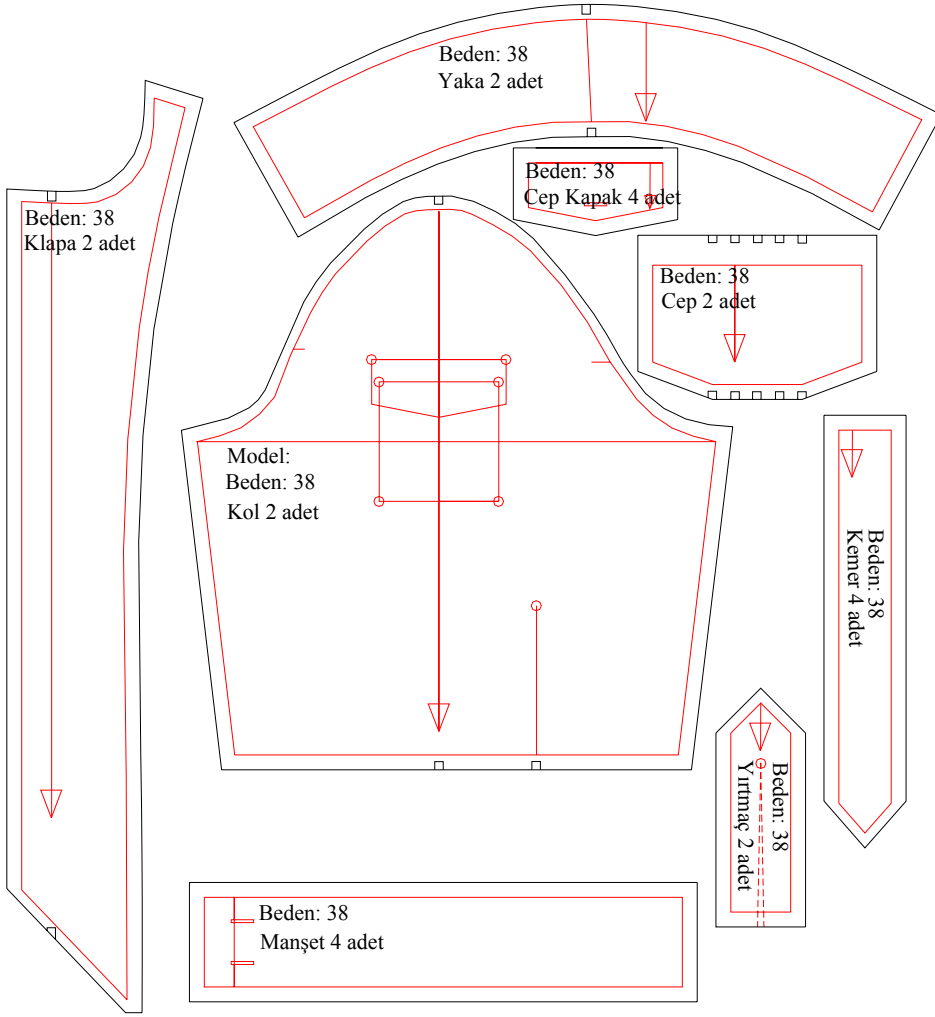 Beden: 38
Yaka 2 adet
Beden: 38
Cep Kapak 4 adet
Beden: 38
Klapa 2 adet
Beden: 38
Cep 2 adet
Model:
Beden: 38
Kol 2 adet
Beden: 38
Kemer 4 adet
Beden: 38
Yırtmaç 2 adet
Beden: 38
Manşet 4 adet